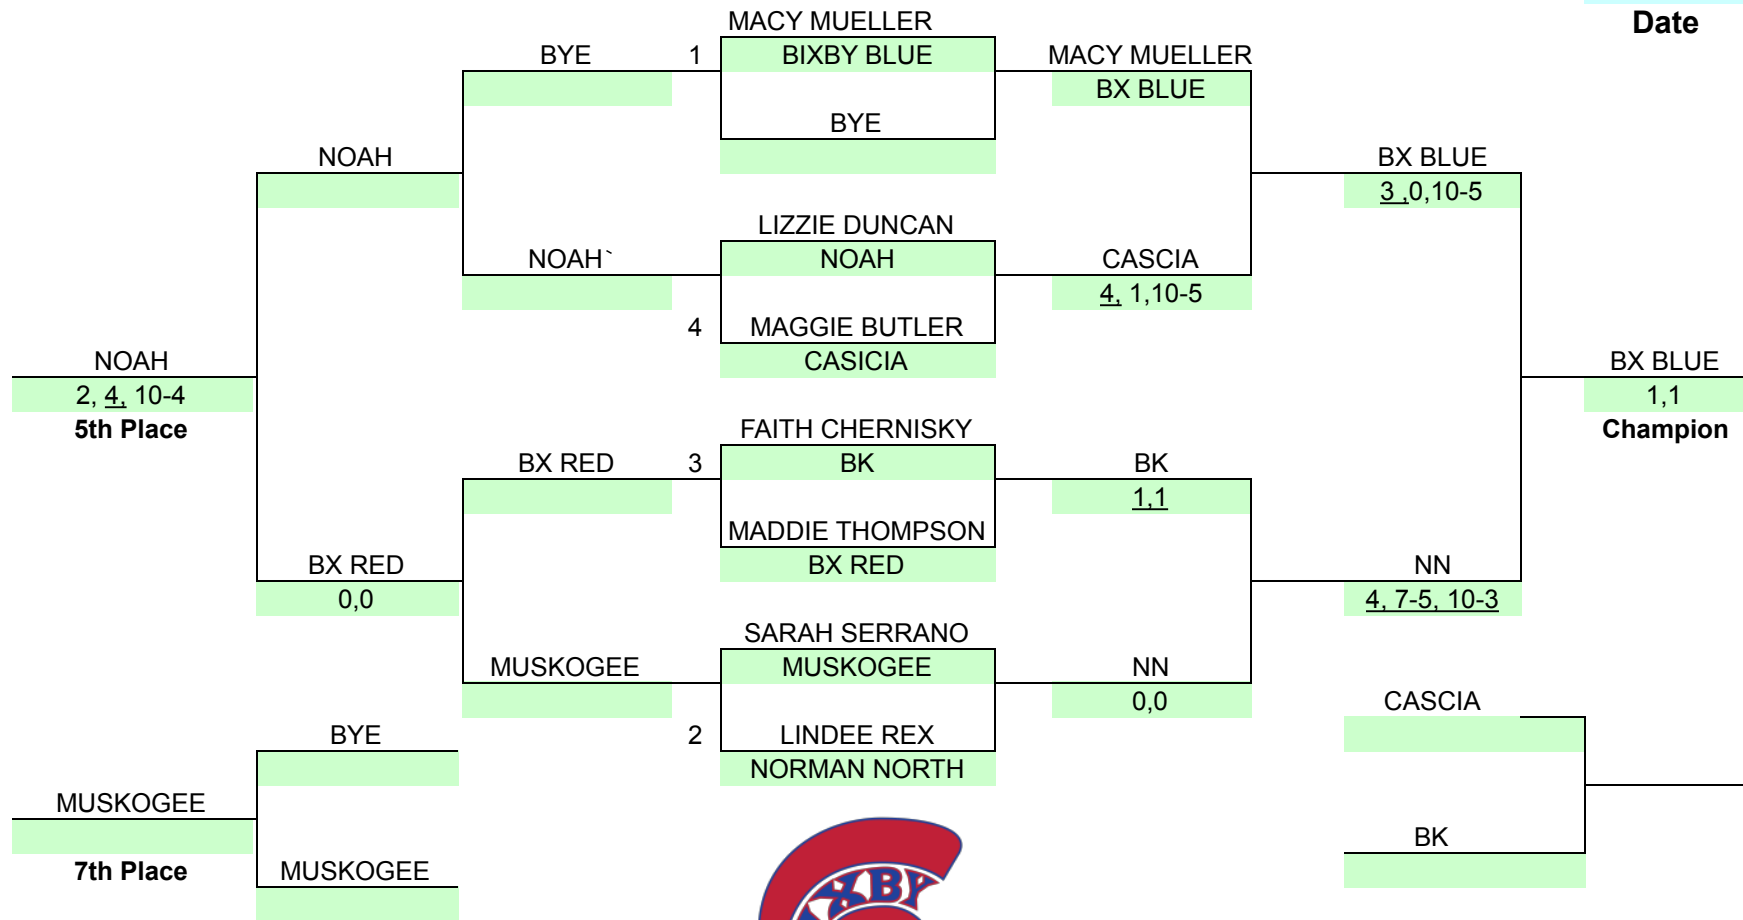 Date
MACY MUELLER
BYE 1 BIXBY BLUE MACY MUELLER
BX BLUE
BYE
NOAH BX BLUE
3 ,0,10-5
LIZZIE DUNCAN
NOAH` NOAH CASCIA
4, 1,10-5
4 MAGGIE BUTLER
NOAH CASICIA BX BLUE
2, 4, 10-4 1,1
5th Place FAITH CHERNISKY Champion
BX RED 3 BK BK
1,1
MADDIE THOMPSON
BX RED BX RED NN
0,0 4, 7-5, 10-3
SARAH SERRANO
MUSKOGEE MUSKOGEE NN
0,0 CASCIA
BYE 2 LINDEE REX
NORMAN NORTH
MUSKOGEE
BK
7th Place MUSKOGEE